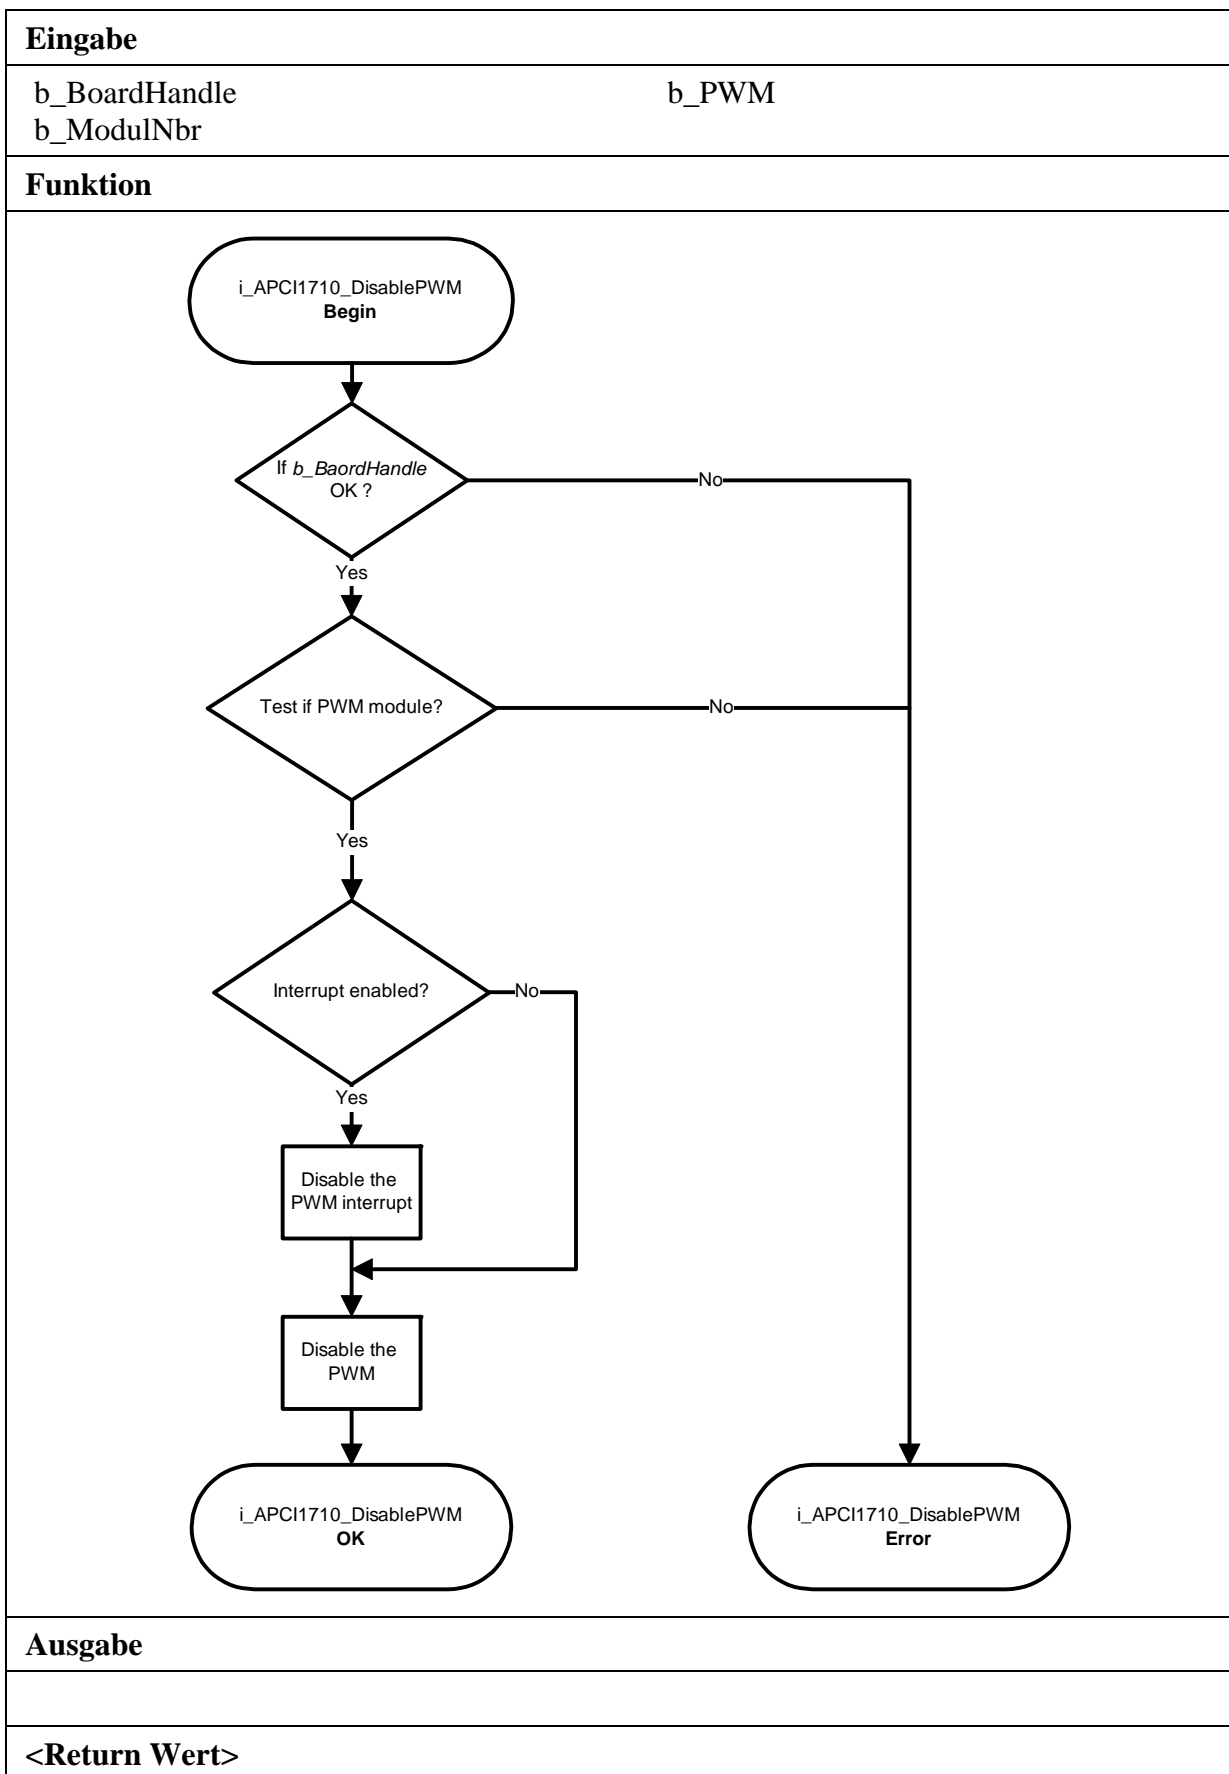 Eingabe
b_BoardHandle b_PWM
b_ModulNbr
Funktion
i_APCI1710_DisablePWM
Begin
If b_BaordHandle
OK ?
No
Yes
Test if PWM module?
No
Yes
Interrupt enabled?
No
Yes
Disable the
PWM interrupt
Disable the
PWM
i_APCI1710_DisablePWM
OK
i_APCI1710_DisablePWM
Error
Ausgabe
<Return Wert>